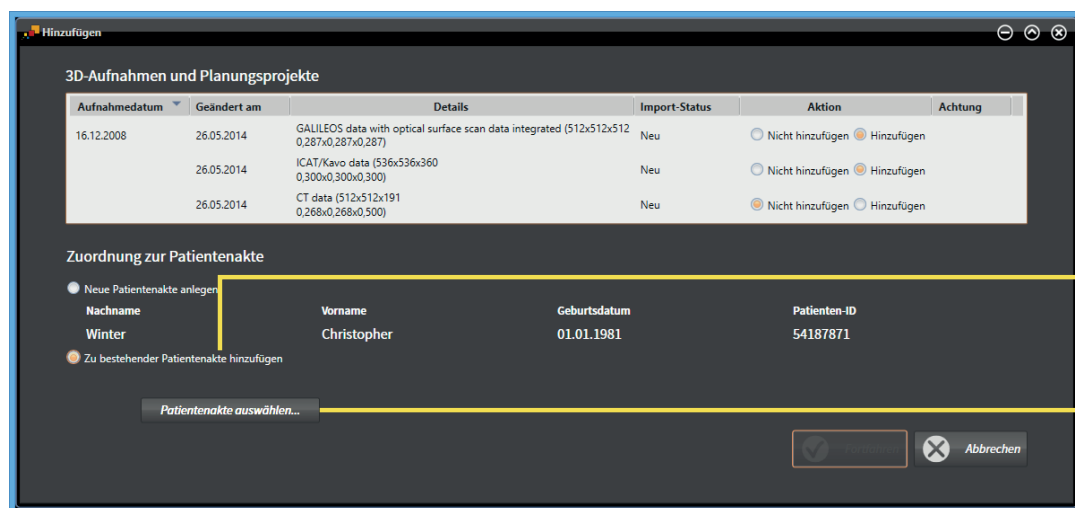 Hinzufügen
3D-Aufnahmen und Planungsprojekte
Aufnahmedatum Geändert am Details Import-Status Aktion Achtung
16.12.2008 26.05.2014 GALILEOS data with optical surface scan data integrated (512x512x512 Neu Nicht hinzufügen Hinzufügen
0,287x0,287x0,287)
26.05.2014 ICAT/Kavo data (536x536x360 Neu Nicht hinzufügen Hinzufügen
0,300x0,300x0,300)
26.05.2014 CT data (512x512x191 Neu Nicht hinzufügen Hinzufügen
0,268x0,268x0,500)
Zuordnung zur Patientenakte
Neue Patientenakte anlegen
Nachname Vorname Geburtsdatum Patienten-ID
Winter Christopher 01.01.1981 54187871
Zu bestehender Patientenakte hinzufügen
Patientenakte auswählen...
Abbrechen